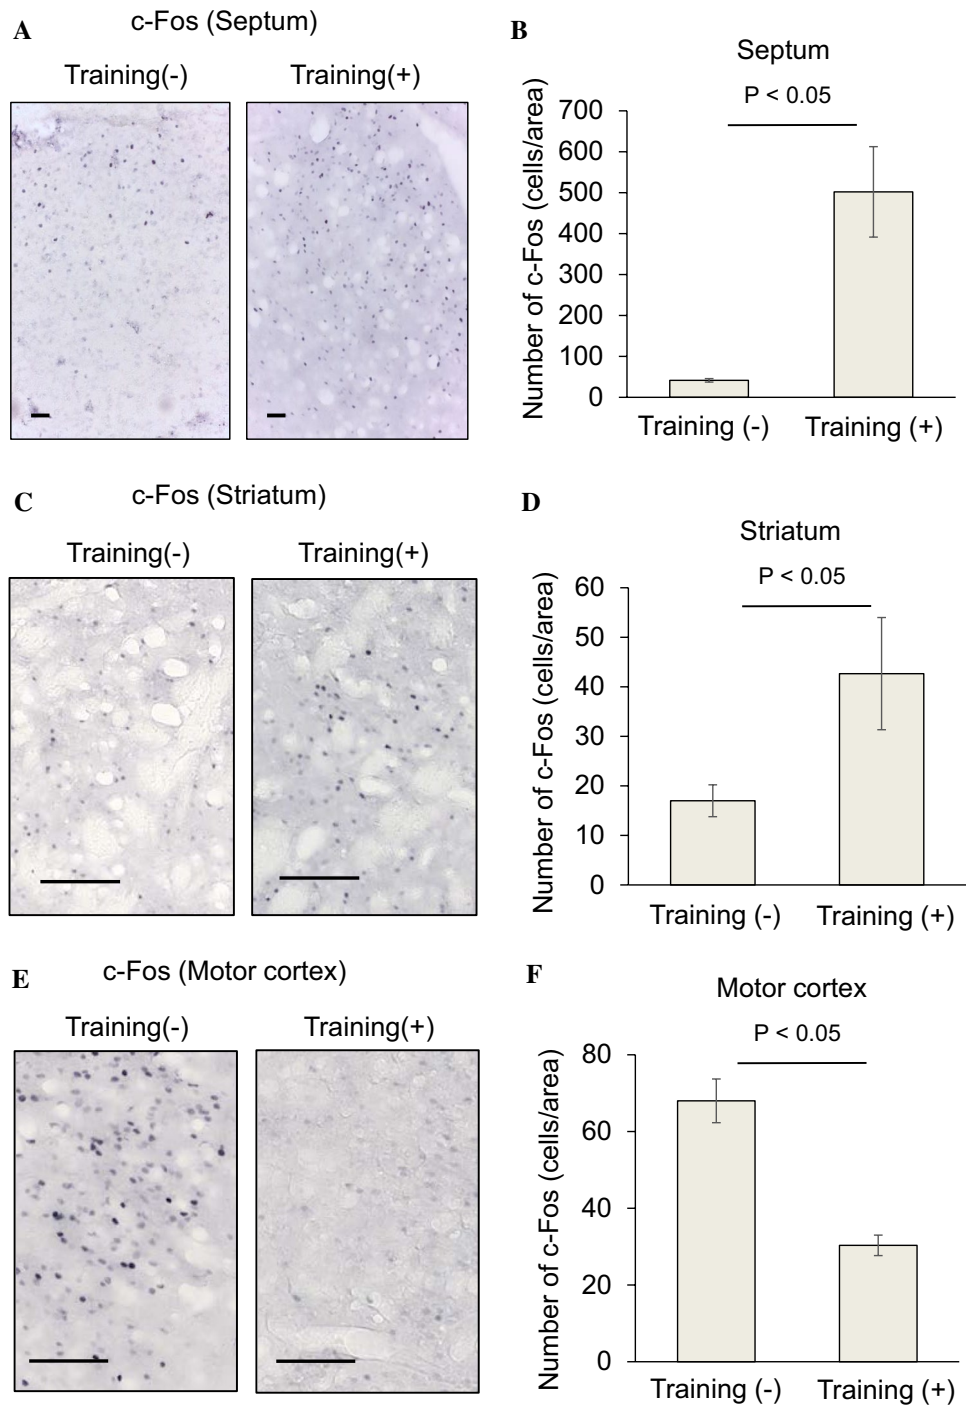 A
c-Fos (Septum)
Training(-)
Training(+)
B
Septum
P < 0.05
Number of c-Fos (cells/area)
700
600
500
400
300
200
100
0
Training (-)
Training (+)
C
c-Fos (Striatum)
Training(-)
Training(+)
D
Striatum
P < 0.05
Number of c-Fos (cells/area)
60
50
40
30
20
10
0
Training (-)
Training (+)
E
c-Fos (Motor cortex)
Training(-)
Training(+)
F
Motor cortex
P < 0.05
Number of c-Fos (cells/area)
80
60
40
20
0
Training (-)
Training (+)